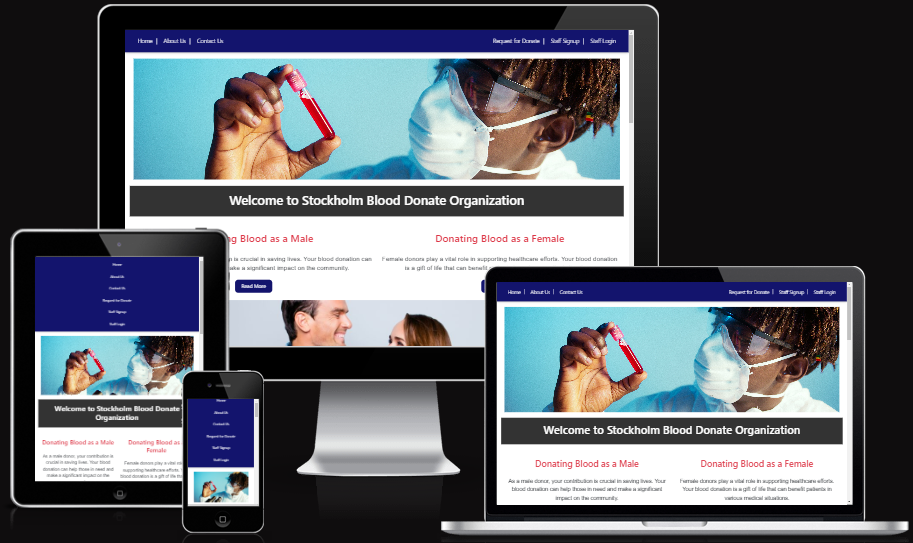 Home | About Us | Contact Us
Request for Donate | Staff Signup | Staff Login
Welcome to Stockholm Blood Donate Organization
ng Blood as a Male
Donating Blood as a Female
is crucial in saving lives. Your blood donation can
ake a significant impact on the community.
Female donors play a vital role in supporting healthcare efforts. Your blood donation
is a gift of life that can benefit
Read More
Home
About Us
Contact Us
Request for Donate
Staff Signup
Staff Login
Welcome to Stockholm Blood Donate
Organization
Donating Blood as a Male
Donating Blood as a
Female
As a male donor, your contribution is
crucial in saving lives. Your blood
donation can help those in need and
make a significant impact on the
Female donors play a vital role
supporting healthcare efforts.
blood donation is a gift of life
Home
About Us
Contact Us
Request for Donate
Staff Signup
Staff Login
Home | About Us | Contact Us
Request for Donate | Staff Signup | Staff Login
Welcome to Stockholm Blood Donate Organization
Donating Blood as a Male
Donating Blood as a Female
As a male donor, your contribution is crucial in saving lives. Your
blood donation can help those in need and make a significant
impact on the community.
Female donors play a vital role in supporting healthcare efforts.
Your blood donation is a gift of life that can benefit patients in
various medical situations.